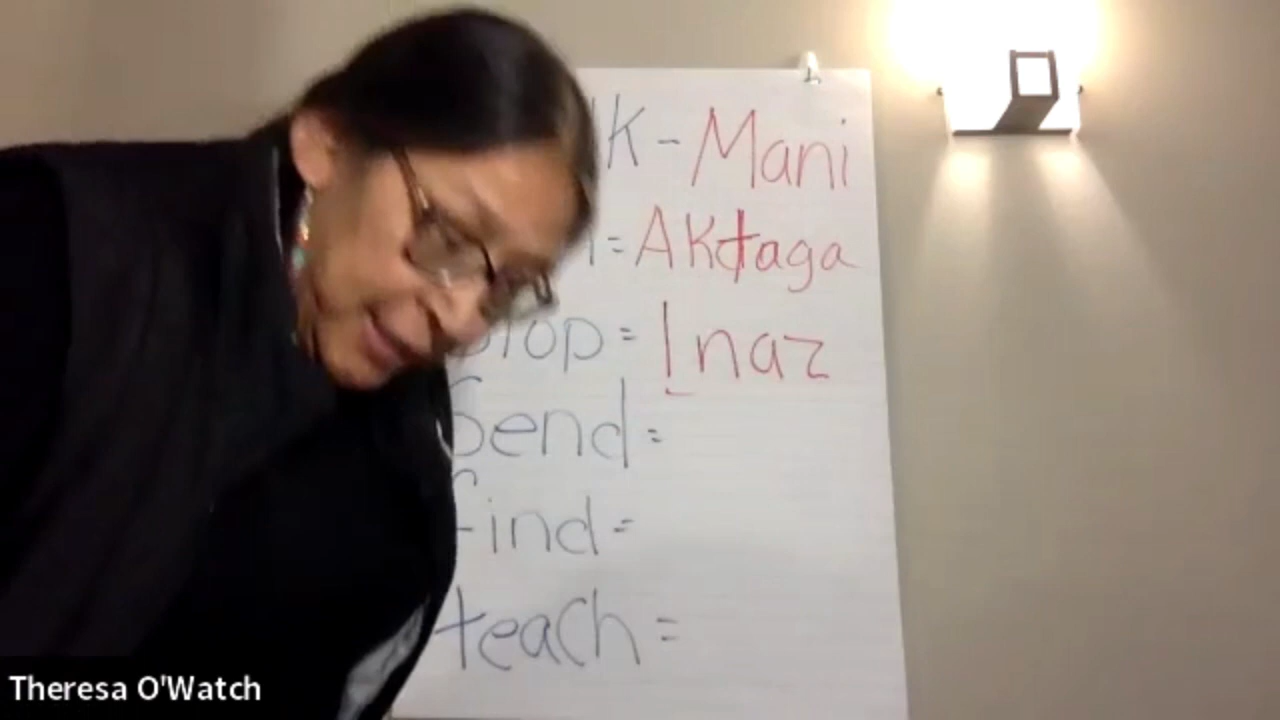 K - Mani
= Aktaga
Stop = Inaz
Send =
find =
teach =
Theresa O'Watch